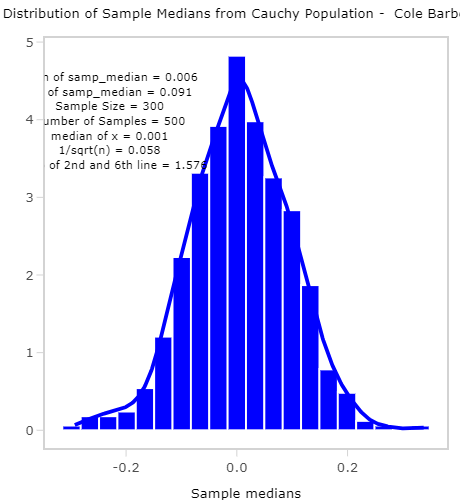 Distribution of Sample Medians from Cauchy Population - Cole Barb
of samp_median = 0.006
of samp_median = 0.091
Sample Size = 300
umber of Samples = 500
median of x = 0.001
1/sqrt(n) = 0.058
of 2nd and 6th line = 1.576
5
4
3
2
1
0
-0.2 0.0 0.2
Sample medians